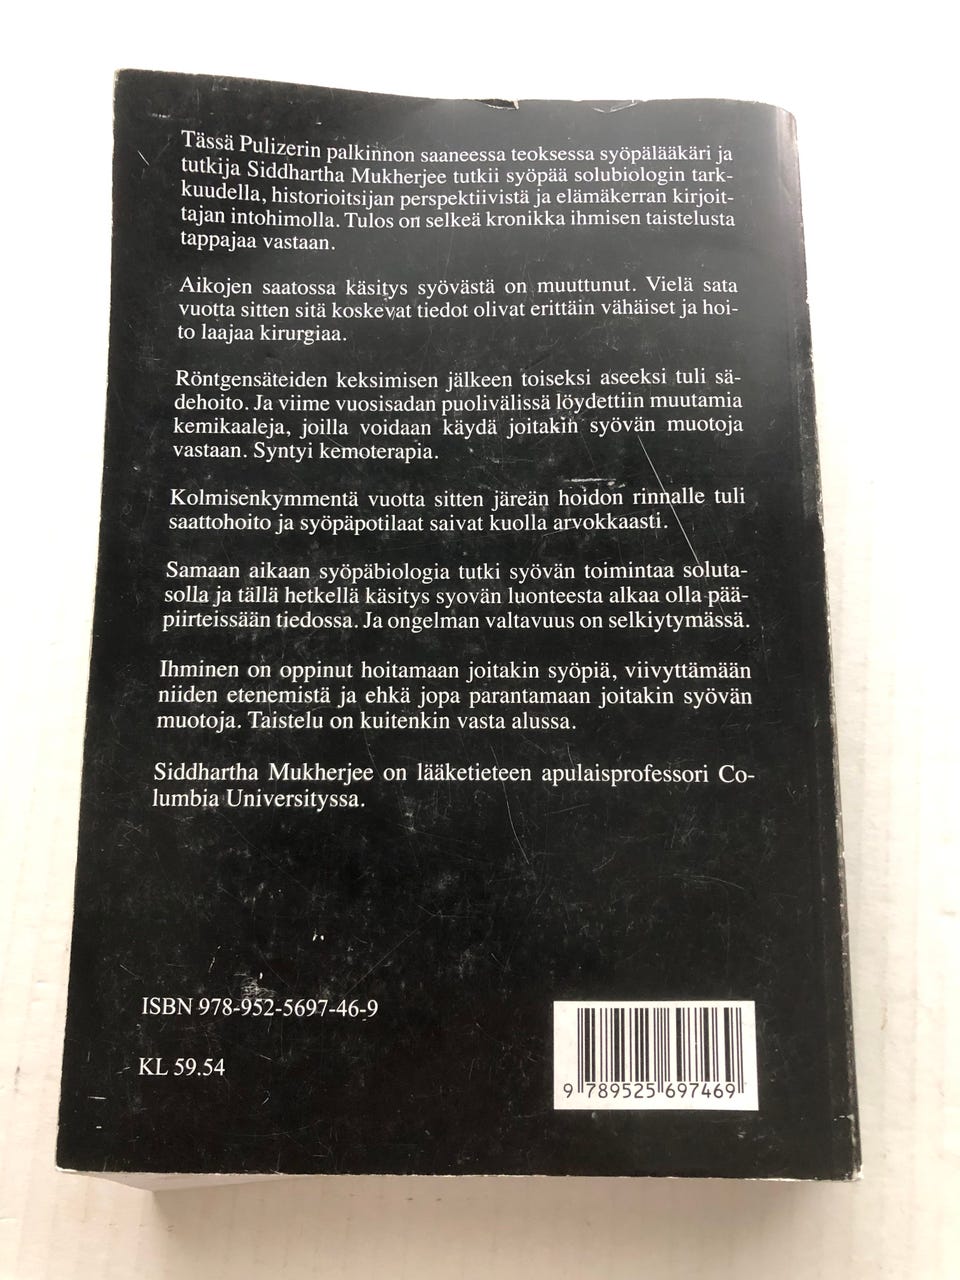 Tässä Pulizerin palkinnon saaneessa teoksessa syöpälääkäri ja
tutkija Siddhartha Mukherjee tutkii syöpää solubiologin tark-
kuudella, historioitsijan perspektiivistä ja elämäkerran kirjoit-
tajan intohimolla. Tulos on selkeä kronikka ihmisen taistelusta
tappajaa vastaan.
Aikojen saatossa käsitys syövästä on muuttunut. Vielä sata
vuotta sitten sitä koskevat tiedot olivat erittäin vähäiset ja hoi-
to laajaa kirurgiaa.
Röntgensäteiden keksimisen jälkeen toiseksi aseeksi tuli sä-
dehoito. Ja viime vuosisadan puolivälissä löydettiin muutamia
kemikaaleja, joilla voidaan käydä joitakin syövän muotoja
vastaan. Syntyi kemoterapia.
Kolmisenkymmentä vuotta sitten järeän hoidon rinnalle tuli
saattohoito ja syöpäpotilaat saivat kuolla arvokkaasti.
Samaan aikaan syöpäbiologia tutki syövän toimintaa soluta-
solla ja tällä hetkellä käsitys syovän luonteesta alkaa olla pää-
piirteissään tiedossa. Ja ongelman valtavuus on selkiytymässä.
Ihminen on oppinut hoitamaan joitakin syöpiä, viivyttämään
niiden etenemistä ja ehkä jopa parantamaan joitakin syövän
muotoja. Taistelu on kuitenkin vasta alussa.
Siddhartha Mukherjee on lääketieteen apulaisprofessori Co-
lumbia Universityssa.
ISBN 978-952-5697-46-9
KL 59.54
9 789525 697469